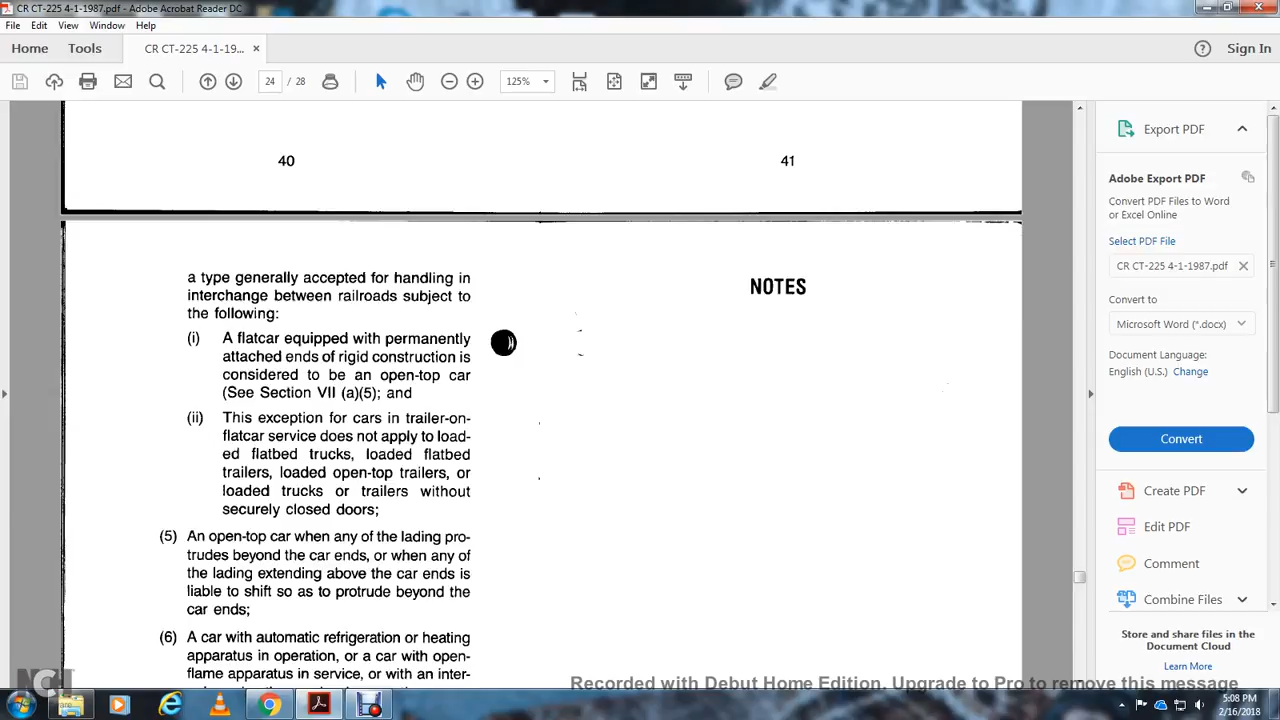 CR CT-225 4-1-1987.pdf - Adobe Acrobat Reader DC
File Edit View Window Help
Home Tools CR CT-225 4-1-19... × Sign In
24 / 28 125%
40 41
a type generally accepted for handling in
interchange between railroads subject to
the following:
(i) A flatcar equipped with permanently
attached ends of rigid construction is
considered to be an open-top car
(See Section VII (a)(5); and
(ii) This exception for cars in trailer-on-
flatcar service does not apply to load-
ed flatbed trucks, loaded flatbed
trailers, loaded open-top trailers, or
loaded trucks or trailers without
securely closed doors;
(5) An open-top car when any of the lading pro-
trudes beyond the car ends, or when any of
the lading extending above the car ends is
liable to shift so as to protrude beyond the
car ends;
(6) A car with automatic refrigeration or heating
apparatus in operation, or a car with open-
flame apparatus in service, or with an inter-
NOTES
Export PDF
Adobe Export PDF
Convert PDF Files to Word
or Excel Online
Select PDF File
CR CT-225 4-1-1987.pdf
Convert to
Microsoft Word (*.docx)
Document Language:
English (U.S.) Change
Convert
Create PDF
Edit PDF
Comment
Combine Files
Store and share files in the
Document Cloud
Learn More
Recorded with Debut Home Edition. Upgrade to Pro to remove this message
NCH
5:08 PM
2/16/2018